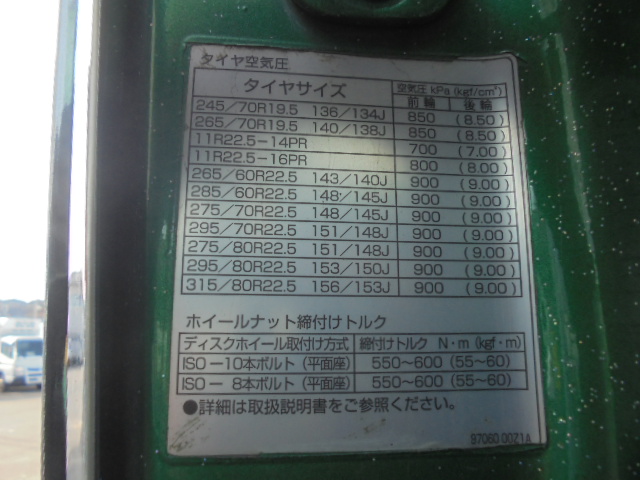 タイヤ空気圧
タイヤサイズ 空気圧 kPa (kgf/cm²)
前輪 後輪
245/70R19.5 136/134J 850 (8.50)
265/70R19.5 140/138J 850 (8.50)
11R22.5-14PR 700 (7.00)
11R22.5-16PR 800 (8.00)
265/60R22.5 143/140J 900 (9.00)
285/60R22.5 148/145J 900 (9.00)
275/70R22.5 148/145J 900 (9.00)
295/70R22.5 151/148J 900 (9.00)
275/80R22.5 151/148J 900 (9.00)
295/80R22.5 153/150J 900 (9.00)
315/80R22.5 156/153J 900 (9.00)
ホイールナット締付けトルク
ディスクホイール取付け方式 締付けトルク N・m (kgf・m)
ISO-10本ボルト (平面座) 550~600 (55~60)
ISO- 8本ボルト (平面座) 550~600 (55~60)
●詳細は取扱説明書をご参照ください。
97060 00Z1A